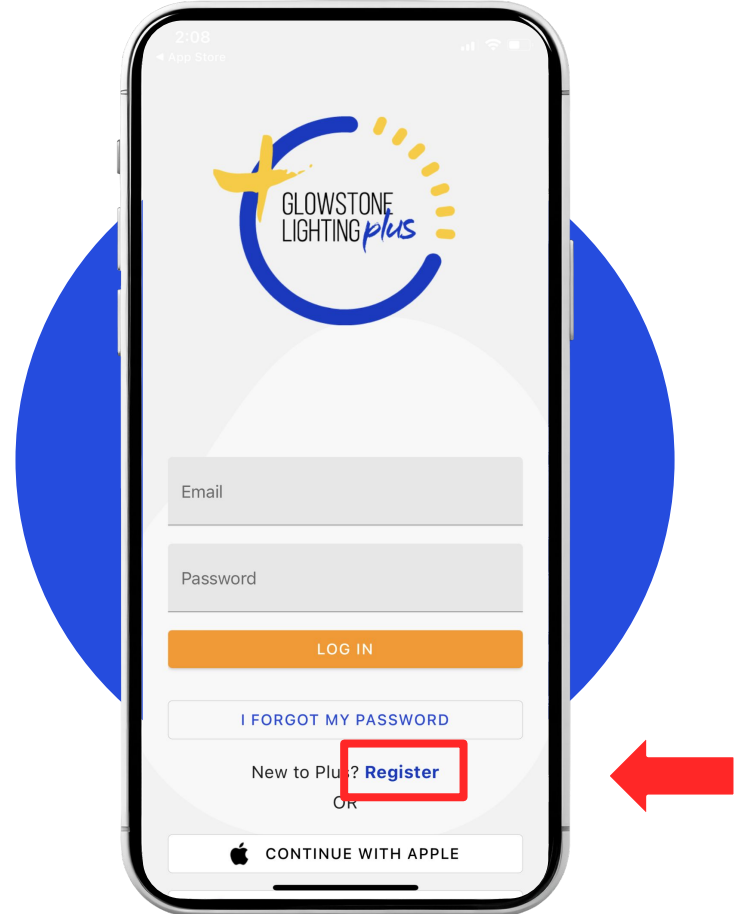 2:08
App Store
GLOWSTONE
LIGHTING plus
Email
Password
LOG IN
I FORGOT MY PASSWORD
New to Plus? Register
OR
CONTINUE WITH APPLE